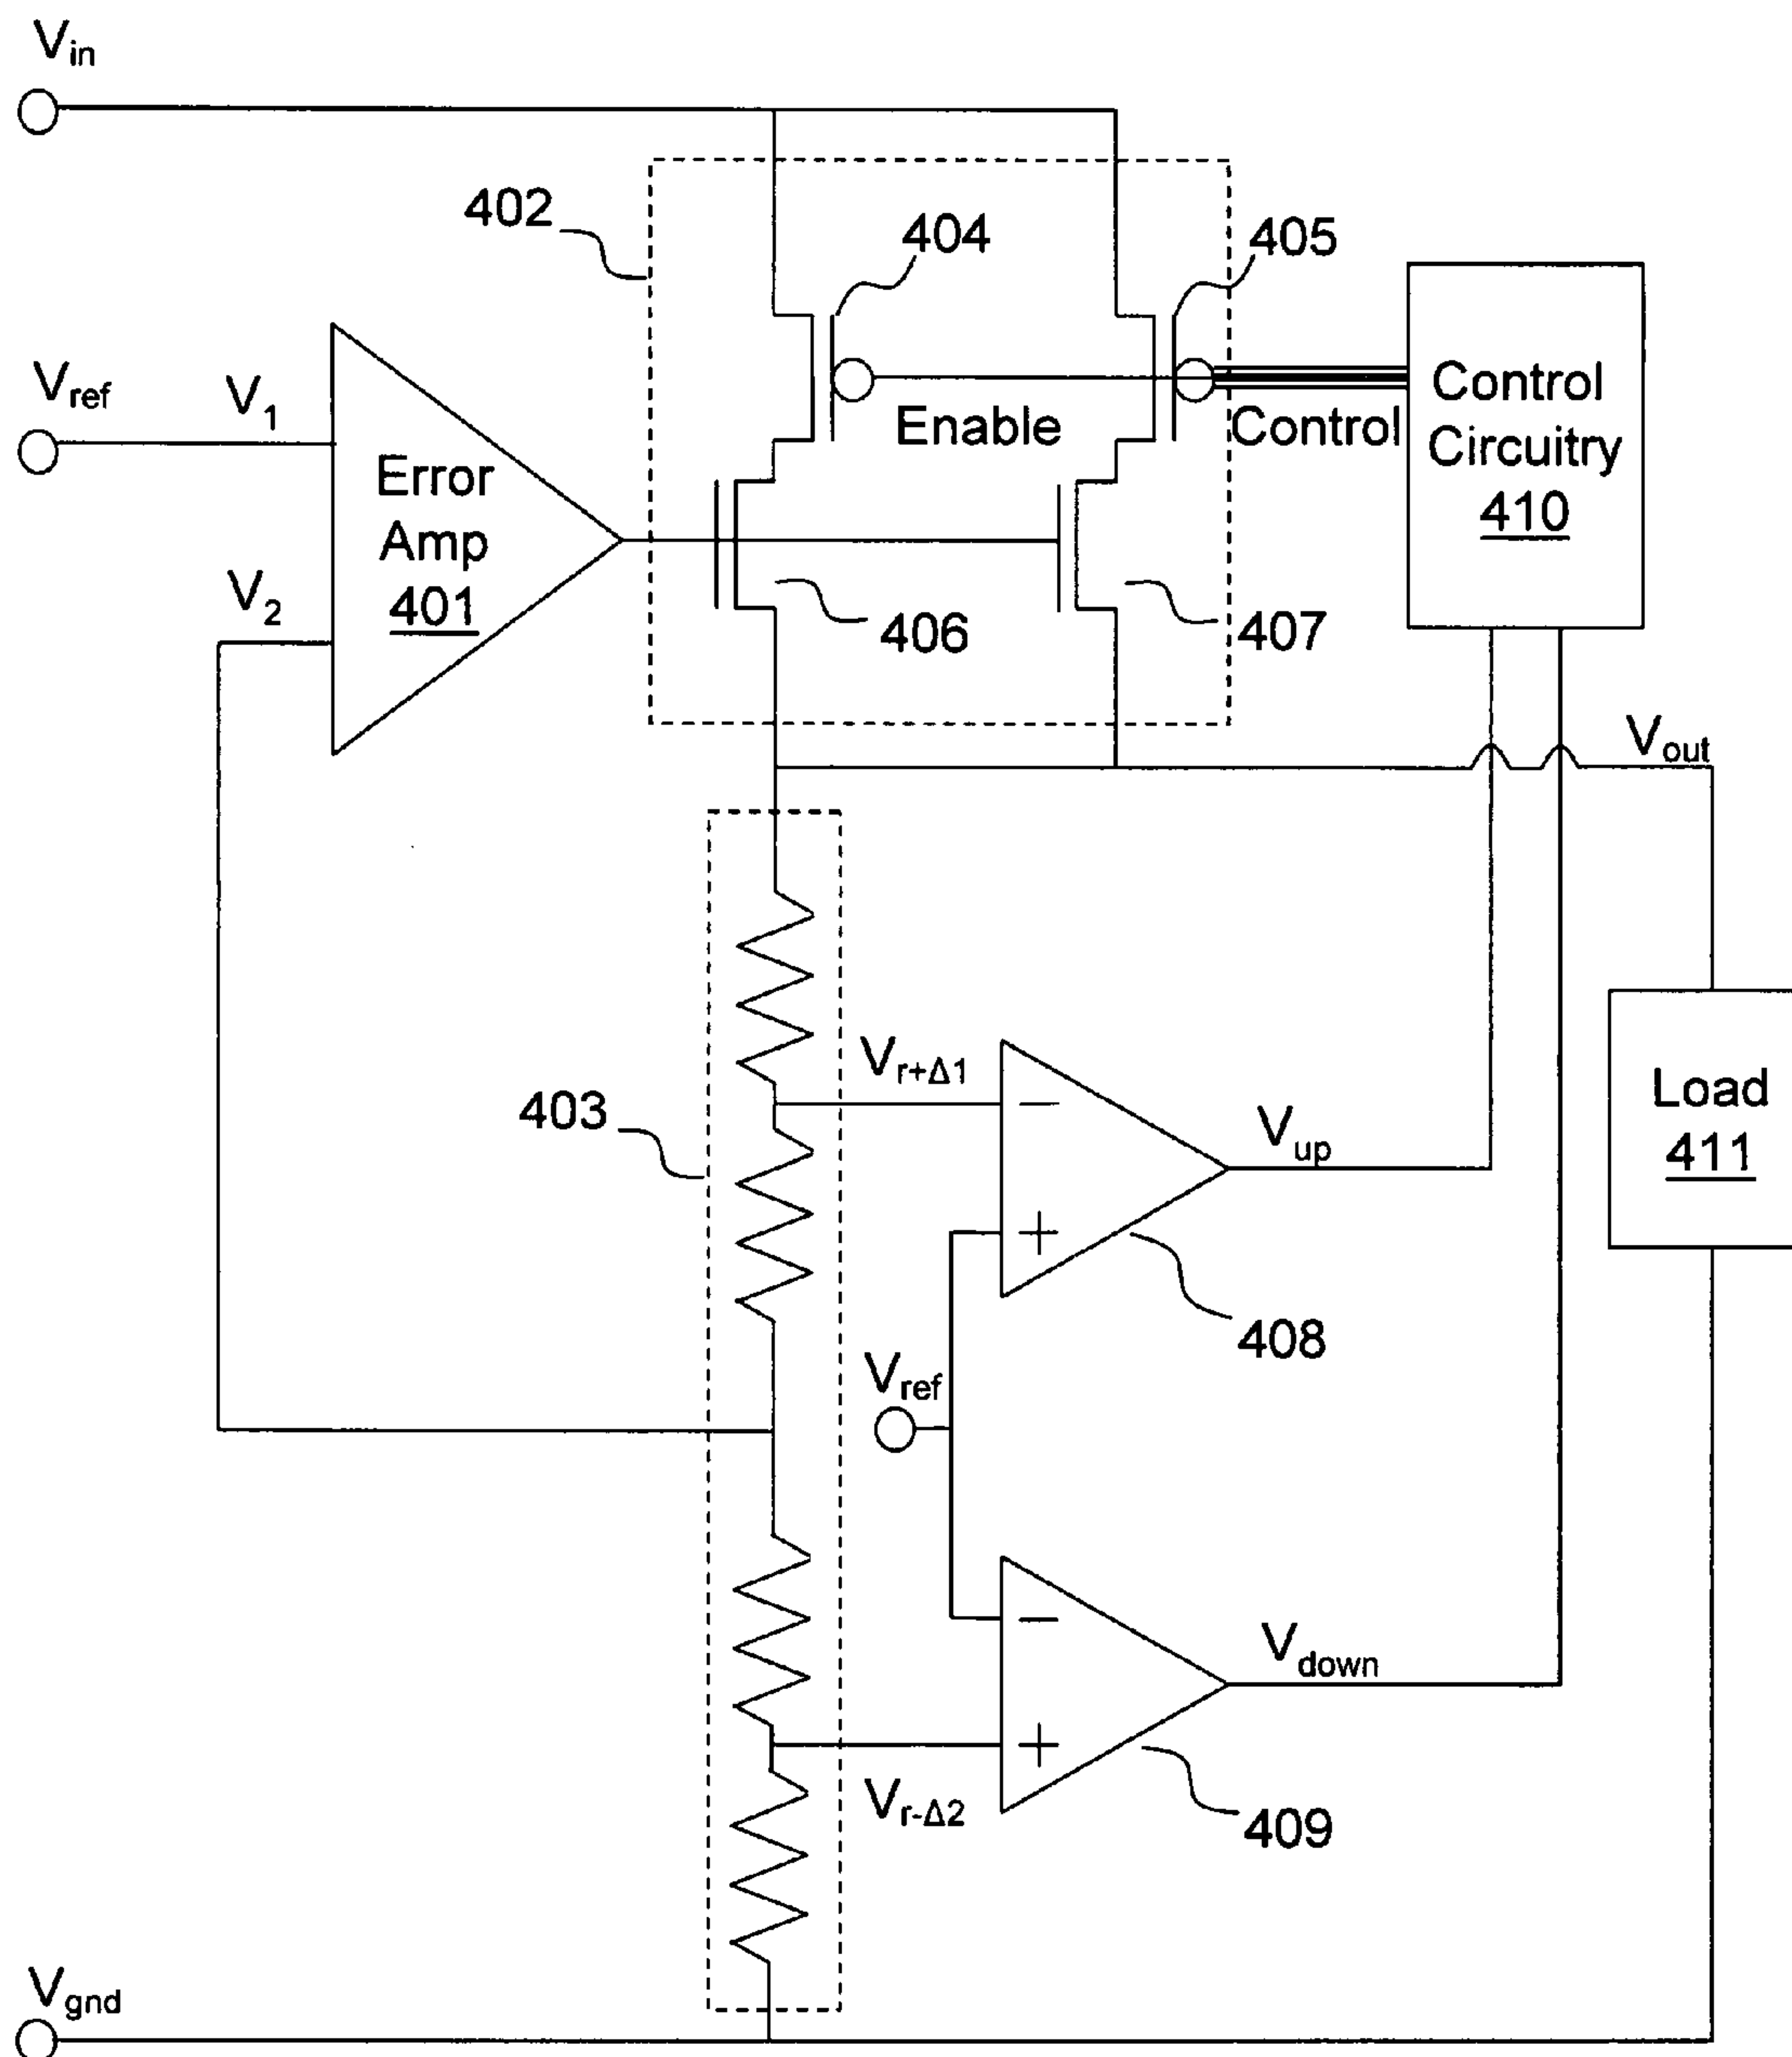 Vin
402
404
405
Vref
V1
Error
Amp
401
V2
Enable
Control
Control
Circuitry
410
406
407
Vout
403
Vr+Δ1
−
+
Vup
408
Load
411
Vref
−
+
Vdown
Vr-Δ2
409
Vgnd